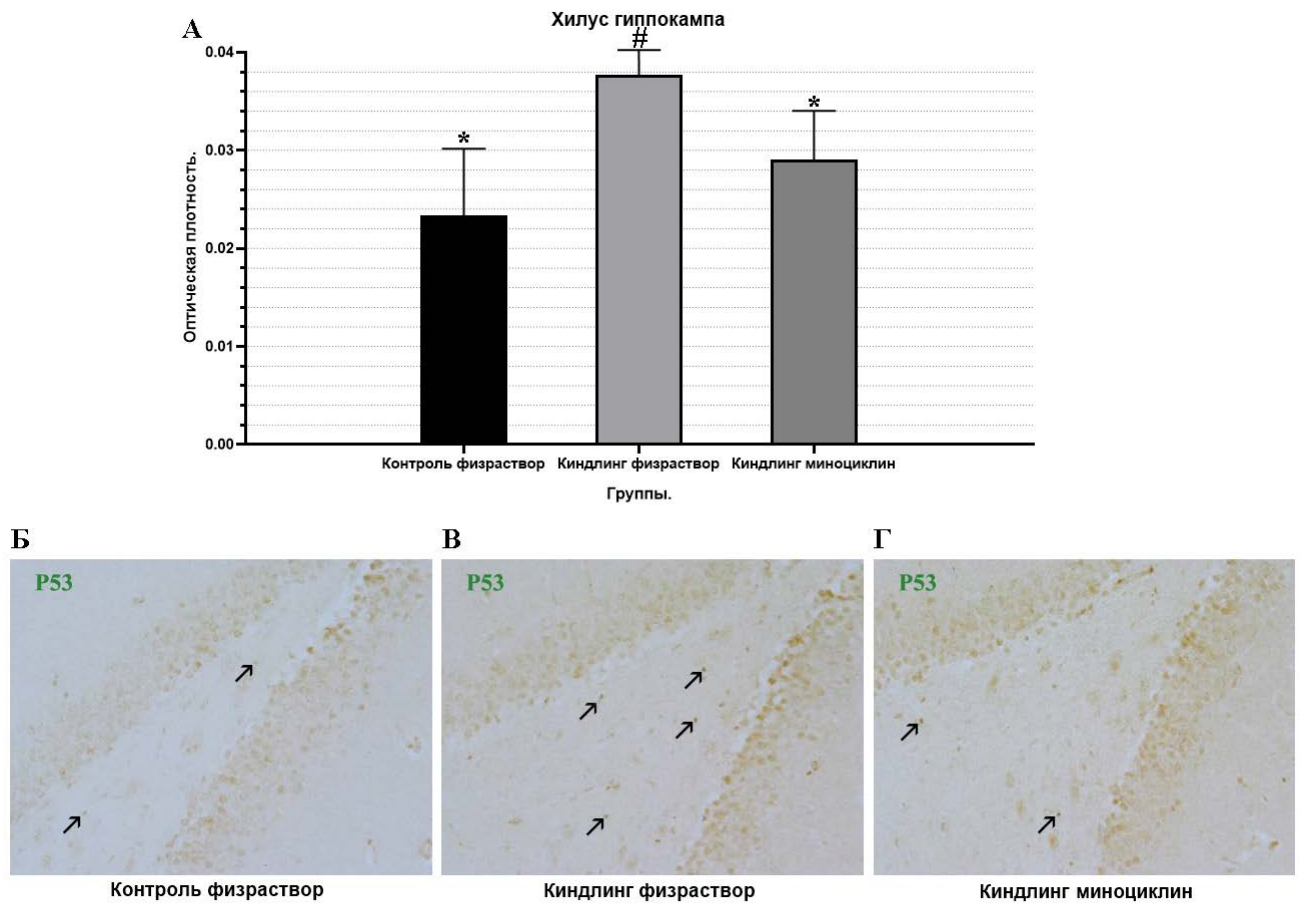 А
Хилус гиппокампа
Оптическая плотность.
0.04
0.03
0.02
0.01
0.00
*
#
*
Контроль физраствор Киндлинг физраствор Киндлинг миноциклин
Группы.
Б В Г
P53 P53 P53
Контроль физраствор Киндлинг физраствор Киндлинг миноциклин